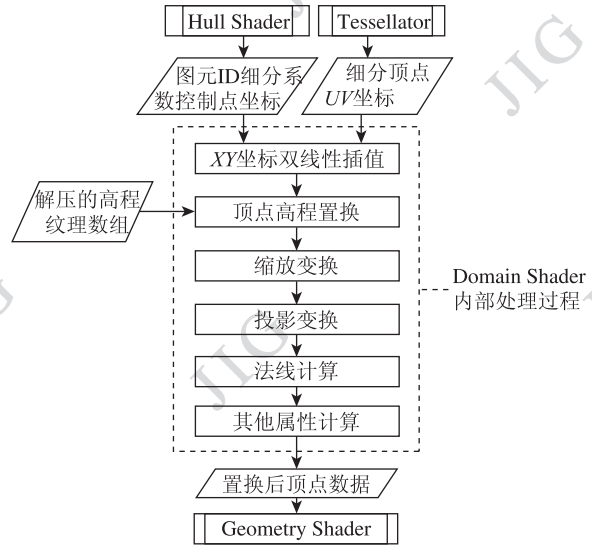 Hull Shader
Tessellator
图元ID细分系
数控制点坐标
细分顶点
UV坐标
XY坐标双线性插值
解压的高程
纹理数组
顶点高程置换
缩放变换
Domain Shader
内部处理过程
投影变换
法线计算
其他属性计算
置换后顶点数据
Geometry Shader
JIG
JIG